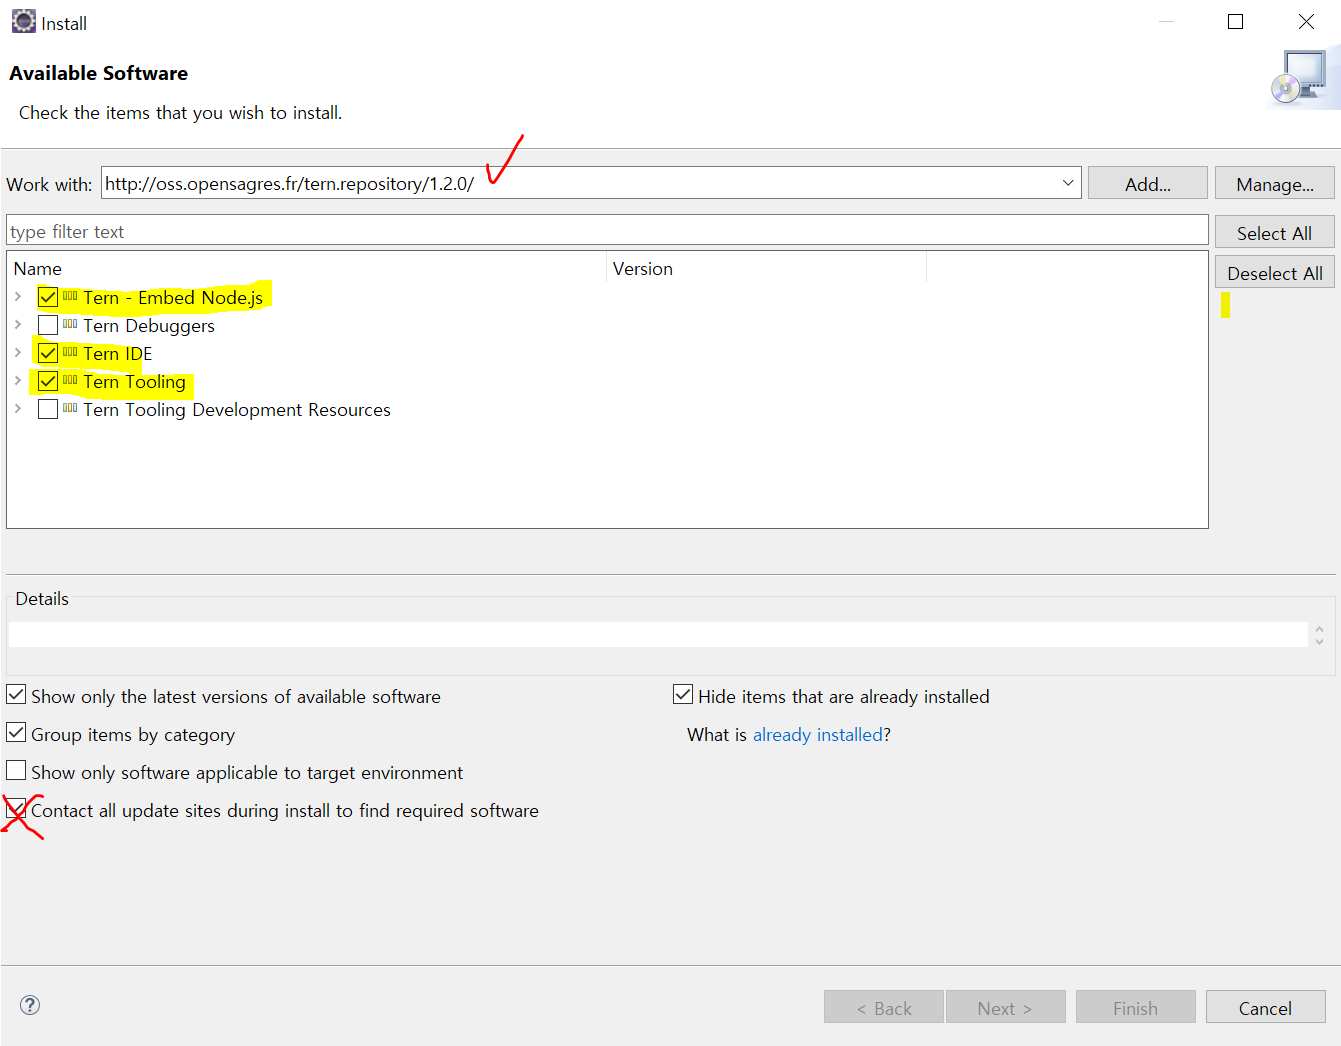 Install
Available Software
Check the items that you wish to install.
Work with: http://oss.opensagres.fr/tern.repository/1.2.0/ Add... Manage...
type filter text Select All
Name Version Deselect All
Tern - Embed Node.js
Tern Debuggers
Tern IDE
Tern Tooling
Tern Tooling Development Resources
Details
Show only the latest versions of available software Hide items that are already installed
Group items by category What is already installed?
Show only software applicable to target environment
Contact all update sites during install to find required software
? < Back Next > Finish Cancel